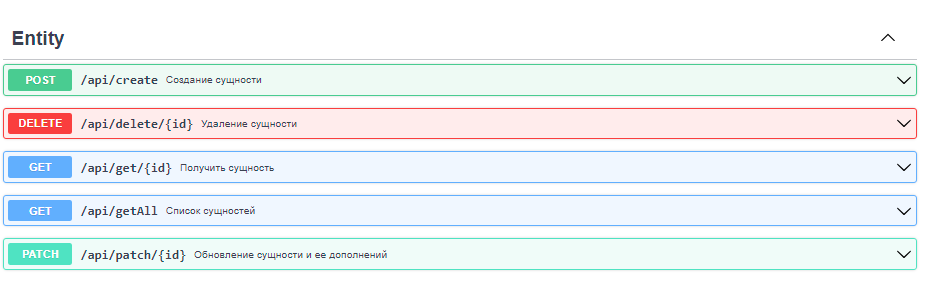 Entity
POST /api/create Создание сущности
DELETE /api/delete/{id} Удаление сущности
GET /api/get/{id} Получить сущность
GET /api/getAll Список сущностей
PATCH /api/patch/{id} Обновление сущности и ее дополнений